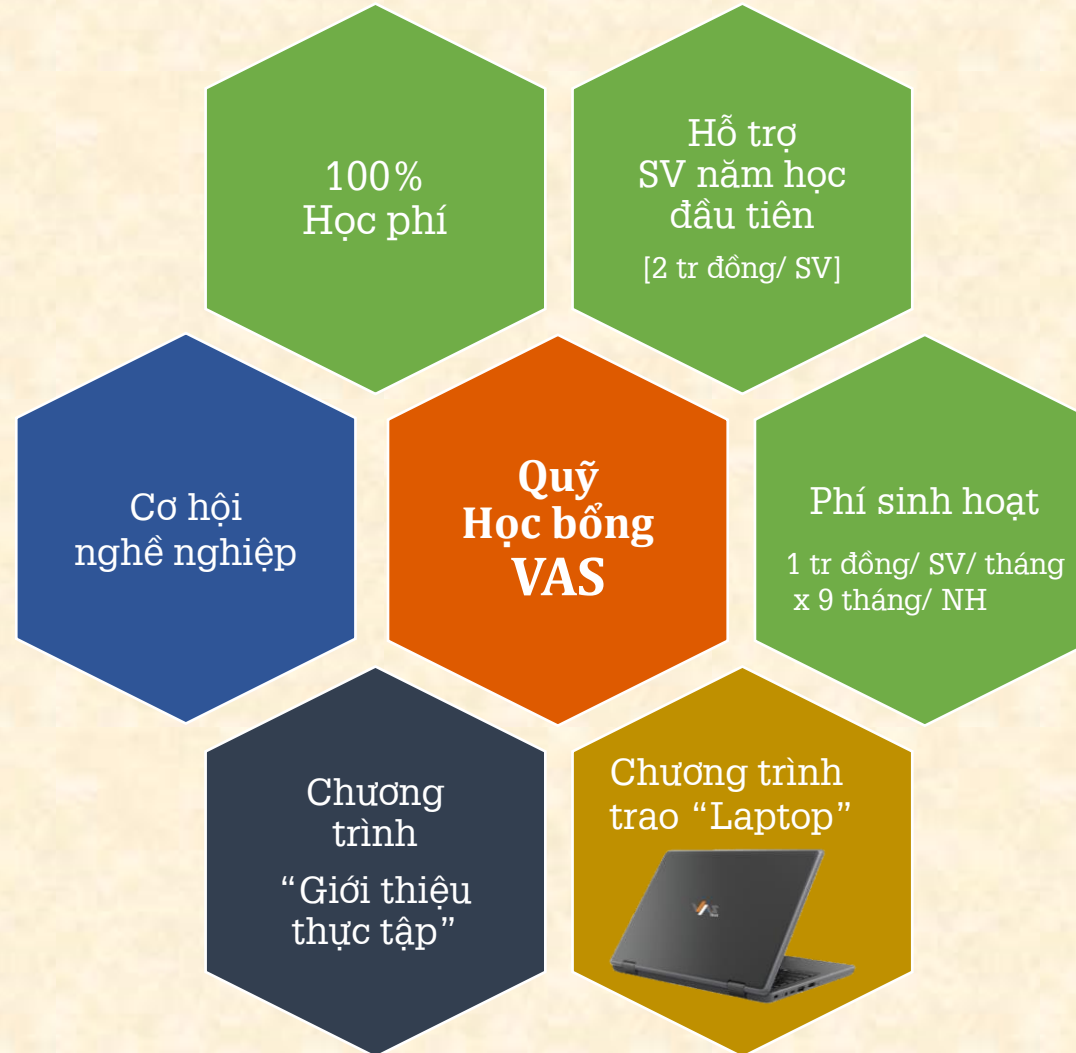 100%
Học phí
Hỗ trợ
SV năm học
đầu tiên
[2 tr đồng/ SV]
Cơ hội
nghề nghiệp
Quỹ
Học bổng
VAS
Phí sinh hoạt
1 tr đồng/ SV/ tháng
x 9 tháng/ NH
Chương
trình
“Giới thiệu
thực tập”
Chương trình
trao “Laptop”
VAS